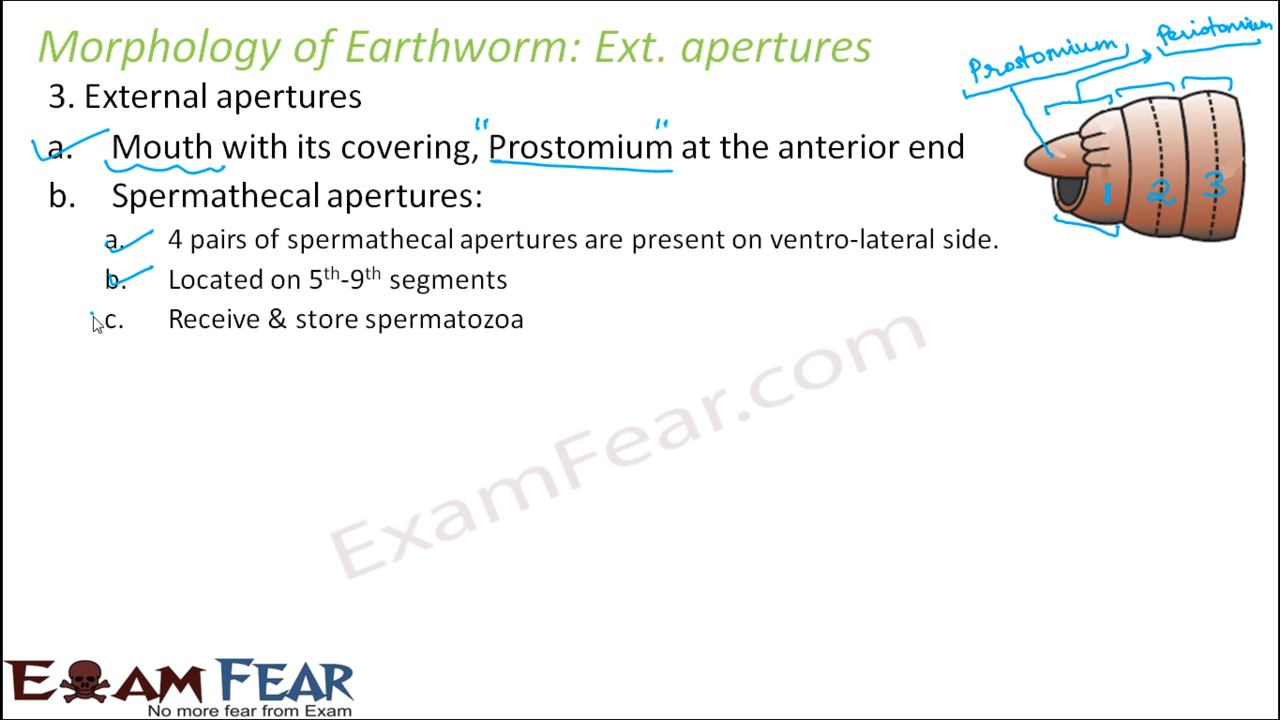 Morphology of Earthworm: Ext. apertures
Prostomium
Peristomium
3. External apertures
a. Mouth with its covering, "Prostomium" at the anterior end
b. Spermathecal apertures:
a. 4 pairs of spermathecal apertures are present on ventro-lateral side.
b. Located on 5th-9th segments
c. Receive & store spermatozoa
1 2 3
ExamFear.com
EXAM FEAR
No more fear from Exam